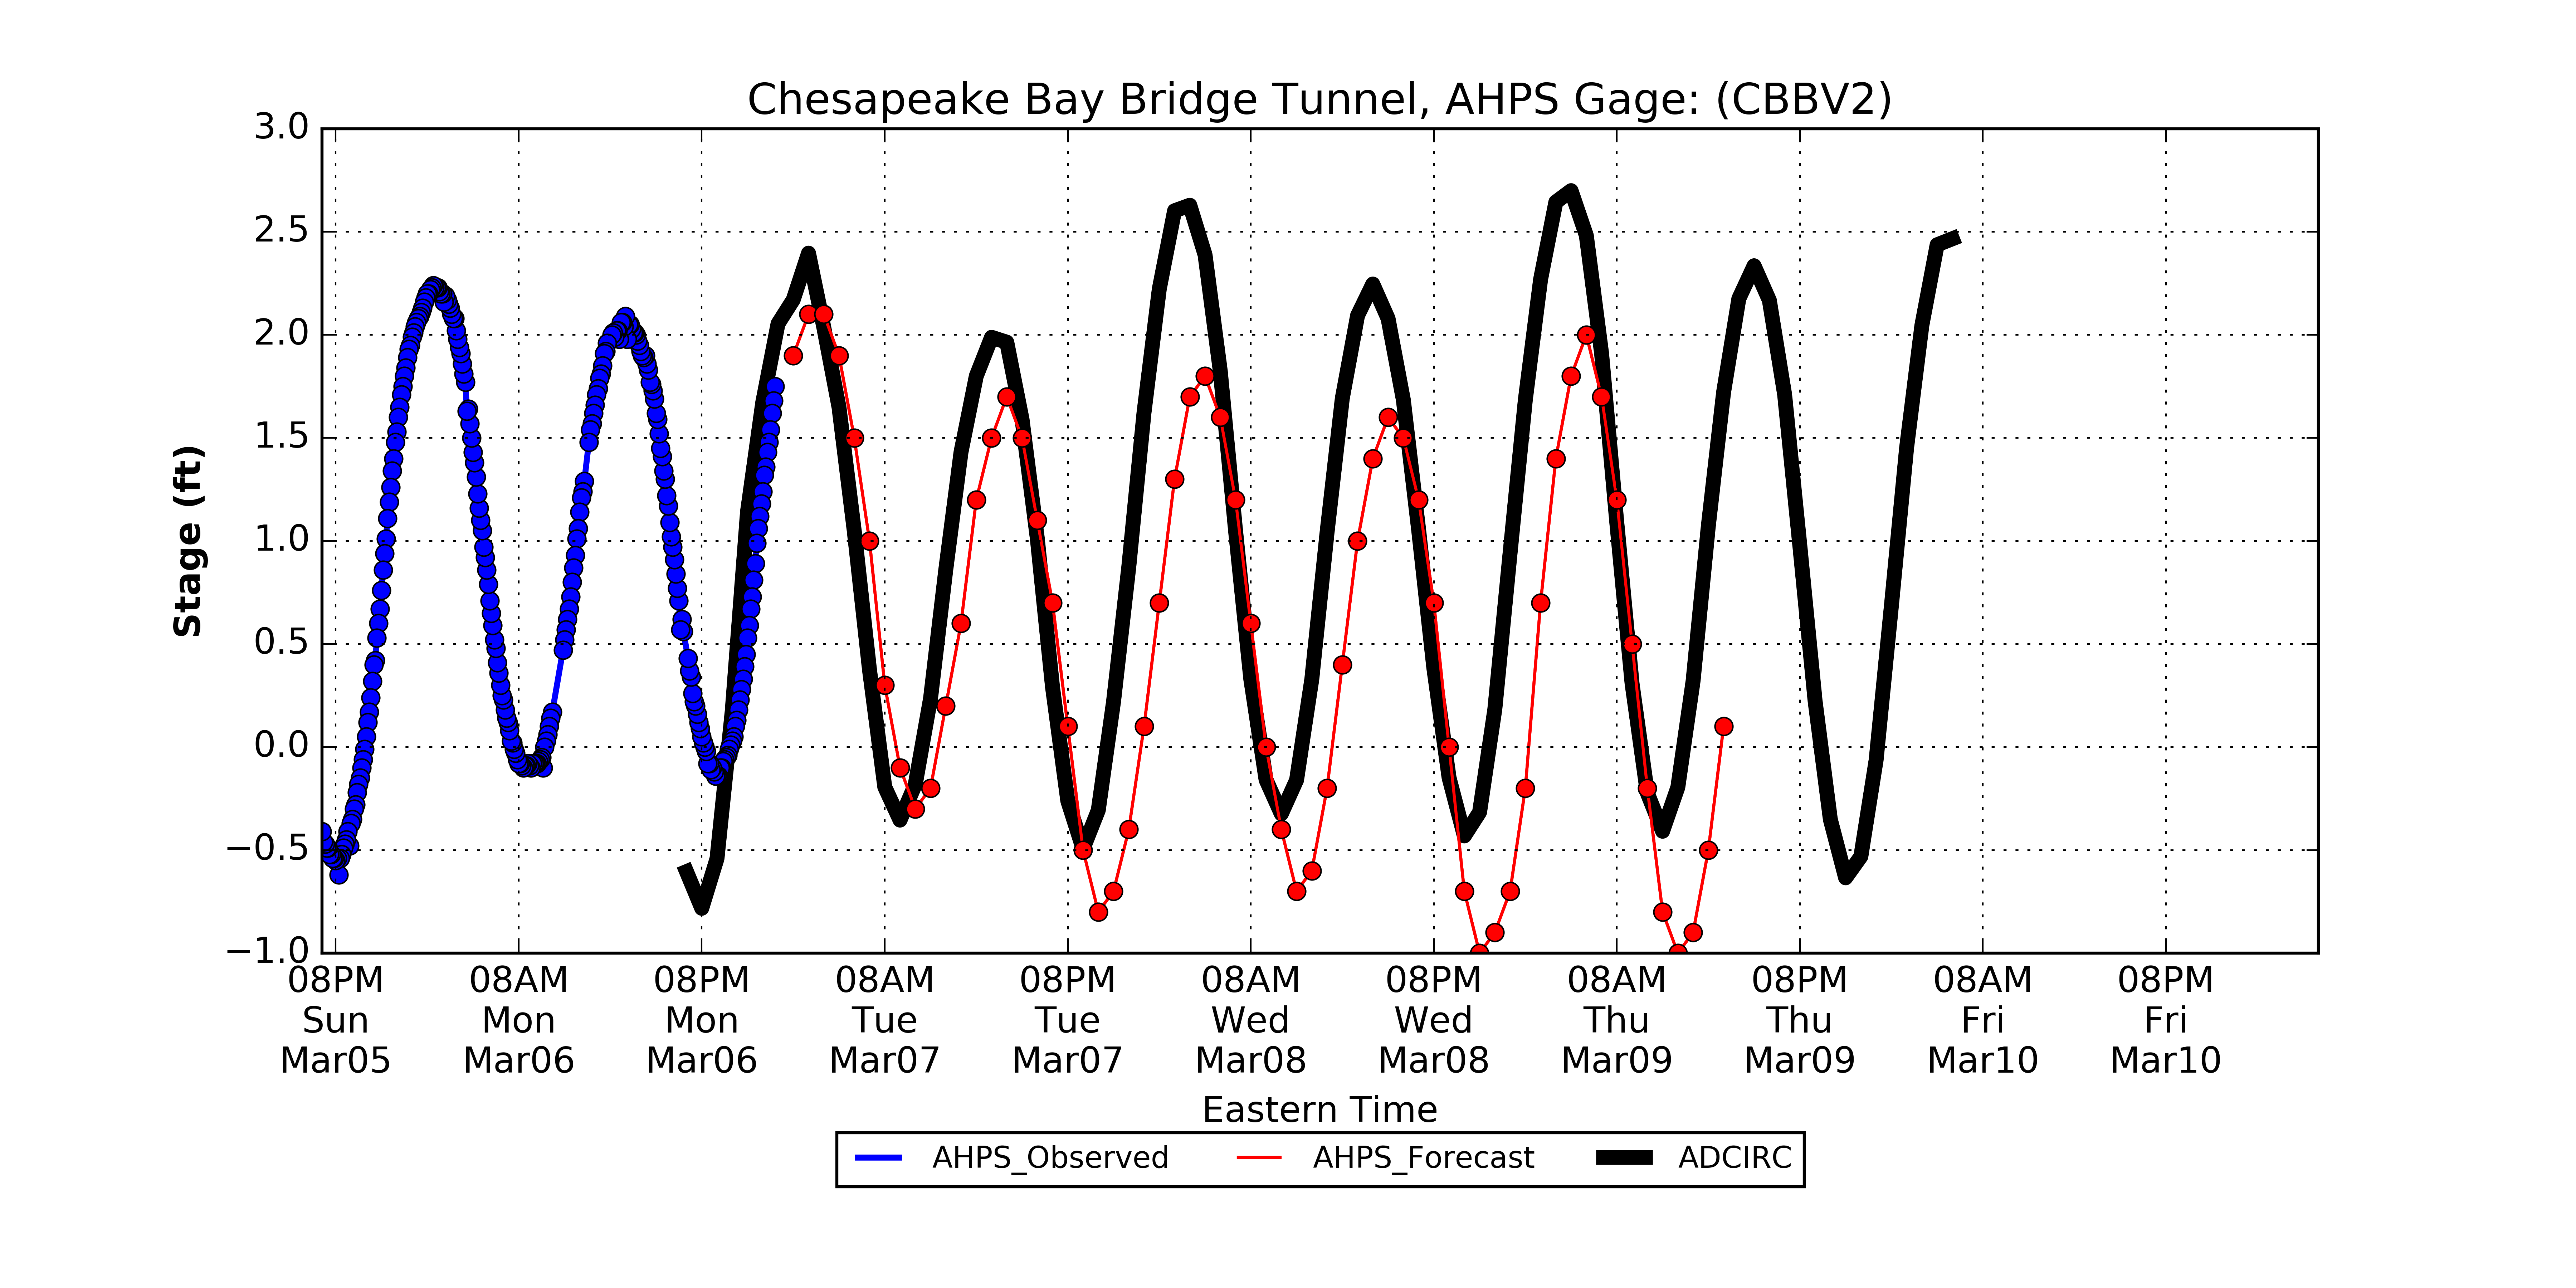 Chesapeake Bay Bridge Tunnel, AHPS Gage: (CBBV2)
3.0
2.5
2.0
1.5
1.0
0.5
0.0
−0.5
−1.0
Stage (ft)
08PM 08AM 08PM 08AM 08PM 08AM 08PM 08AM 08PM 08AM 08PM
Sun Mon Mon Tue Tue Wed Wed Thu Thu Fri Fri
Mar05 Mar06 Mar06 Mar07 Mar07 Mar08 Mar08 Mar09 Mar09 Mar10 Mar10
Eastern Time
AHPS_Observed AHPS_Forecast ADCIRC